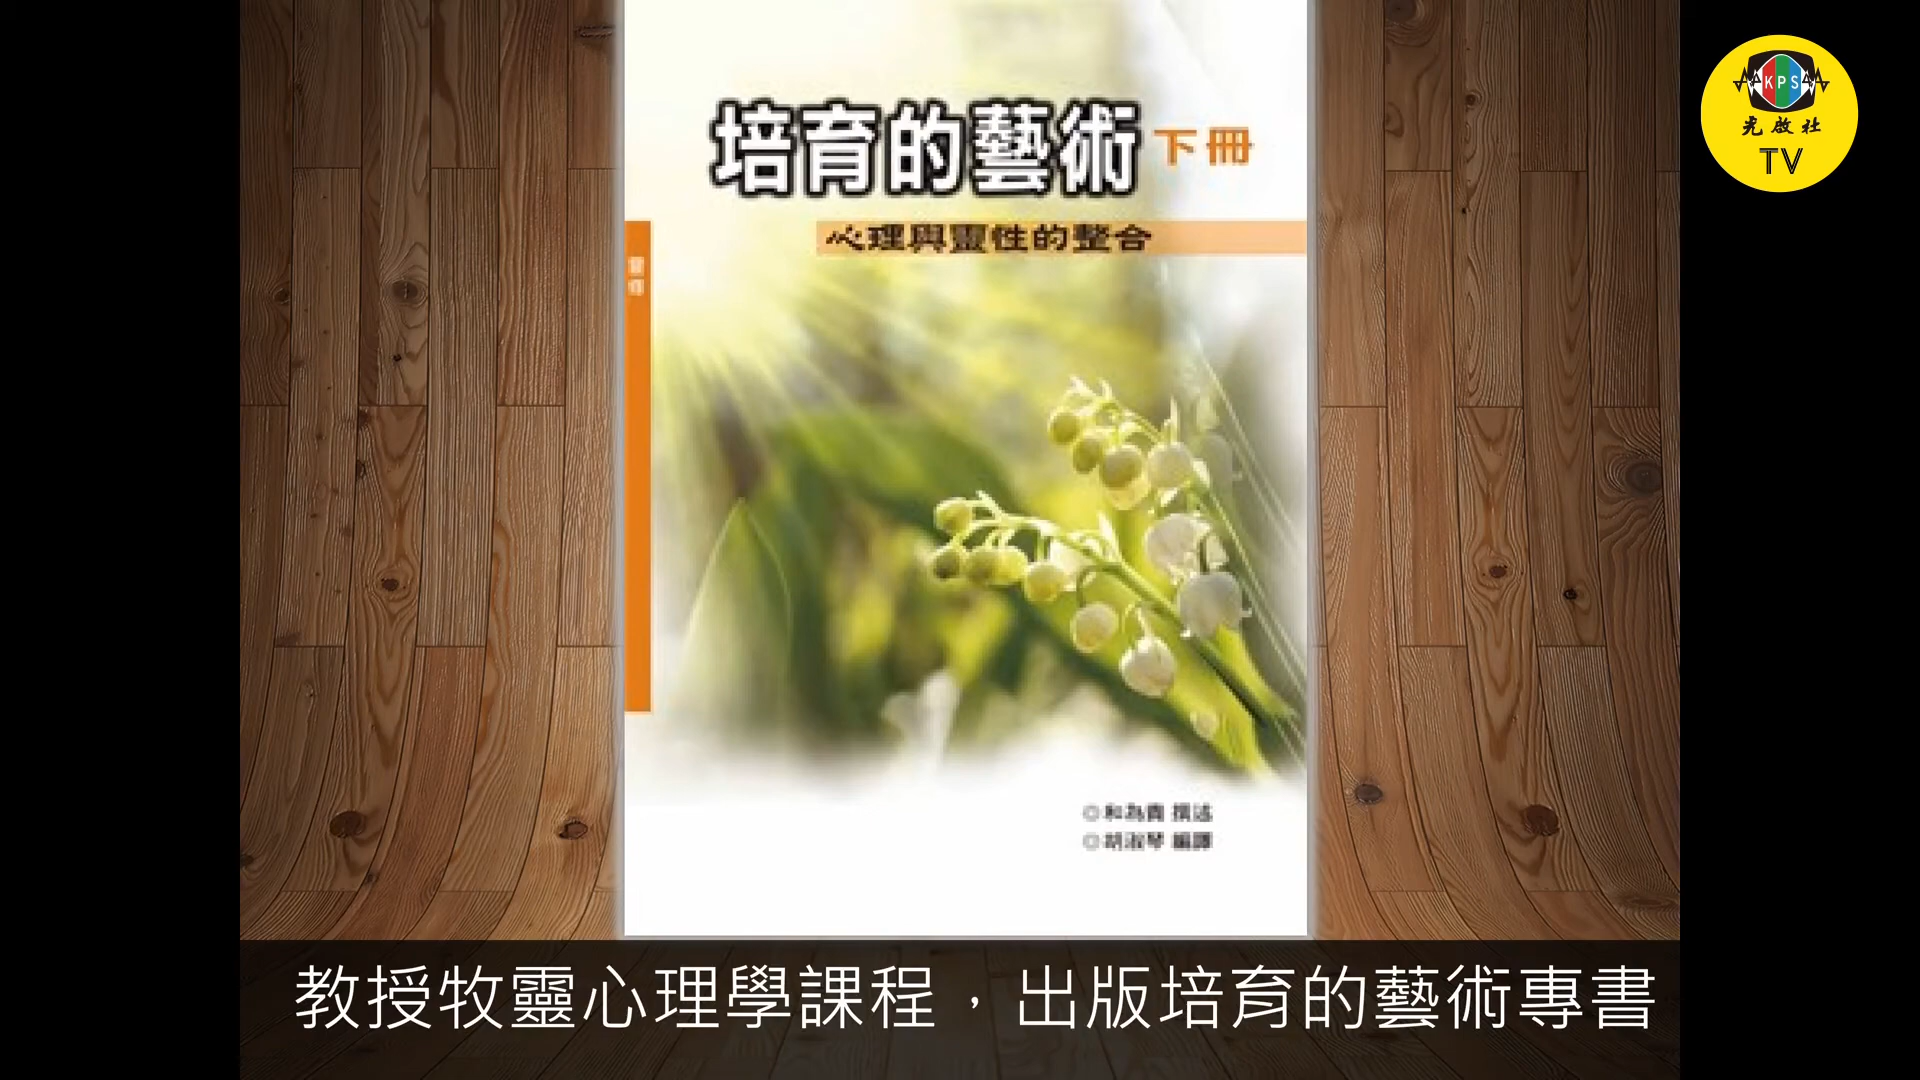 培育的藝術 下冊
心理與靈性的整合
◎和為貴 撰述
◎胡淑琴 編譯
KPS
光啟社
TV
教授牧靈心理學課程，出版培育的藝術專書